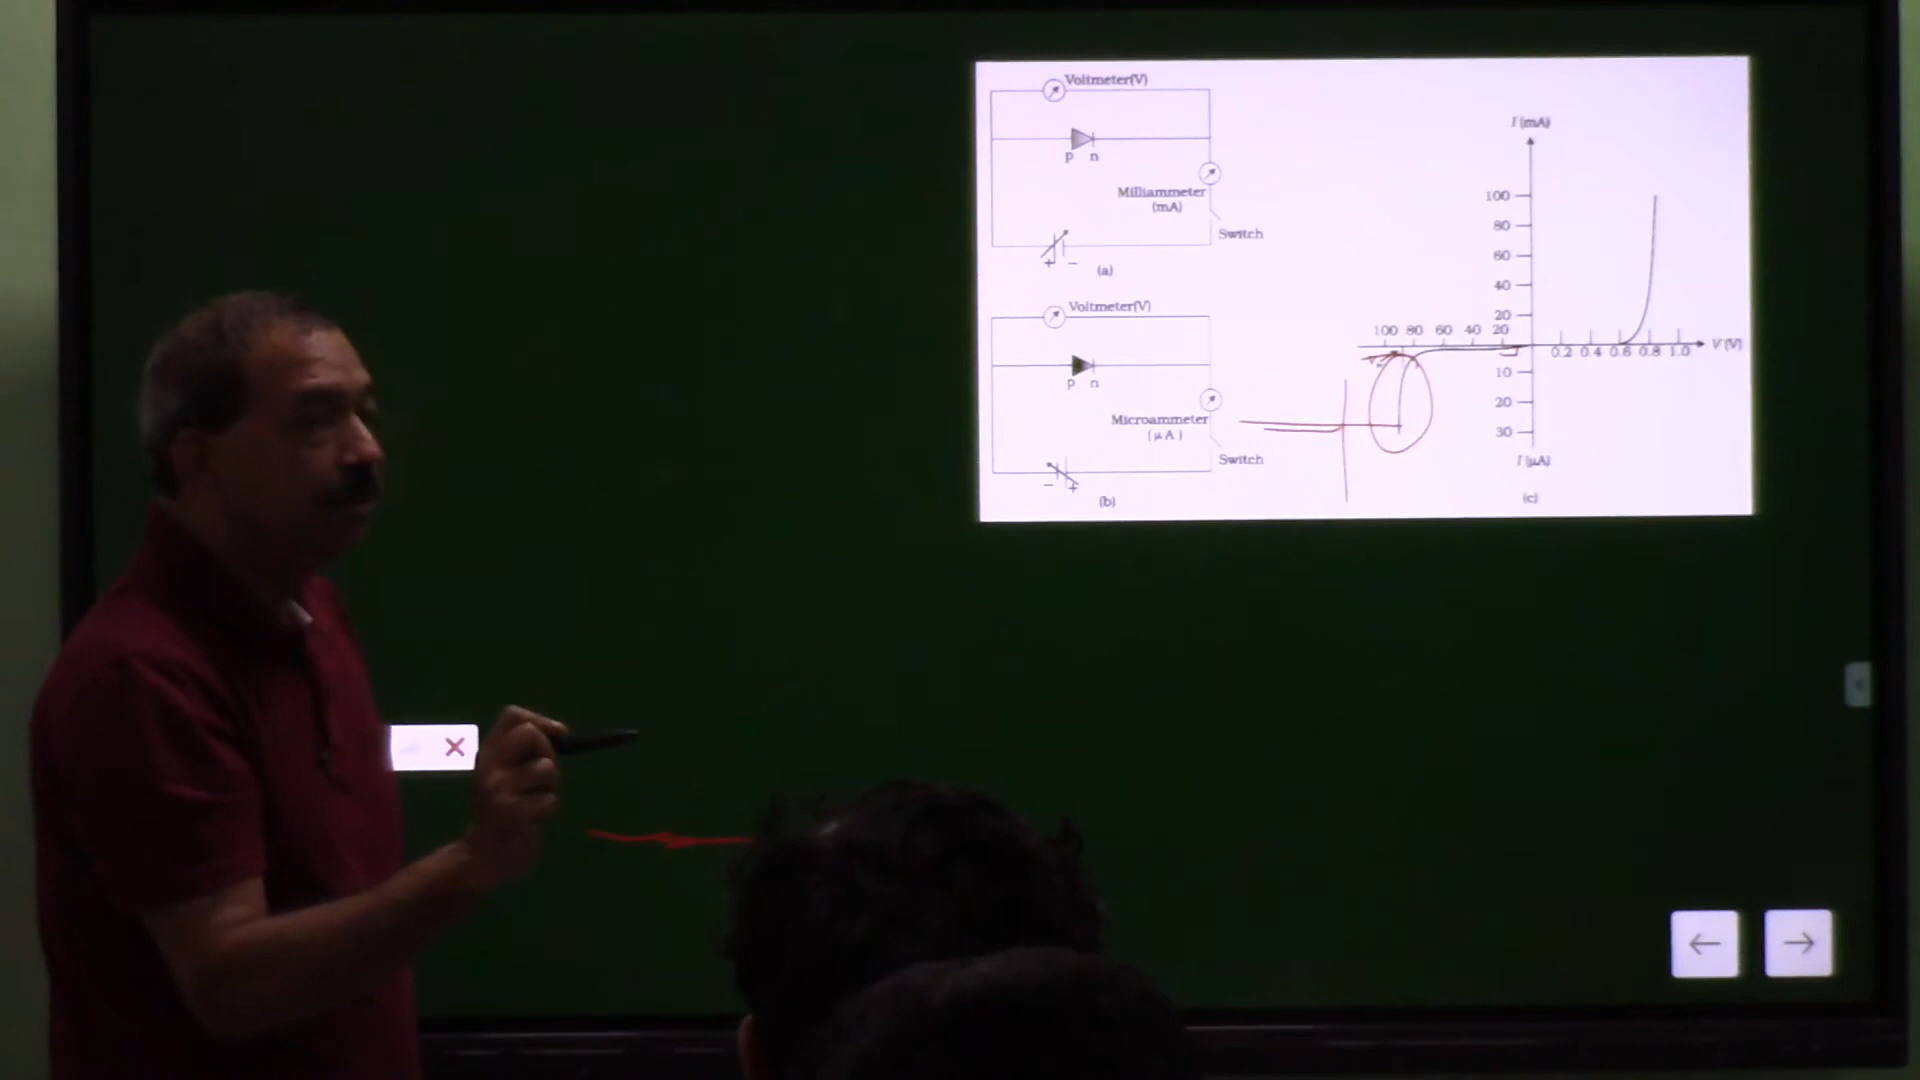 Voltmeter(V)
p n
Milliammeter
(mA)
Switch
+ −
(a)
Voltmeter(V)
p n
Microammeter
(μA)
Switch
− +
(b)
I (mA)
100
80
60
40
20
100 80 60 40 20
0.2 0.4 0.6 0.8 1.0
V (V)
10
20
30
I (μA)
(c)